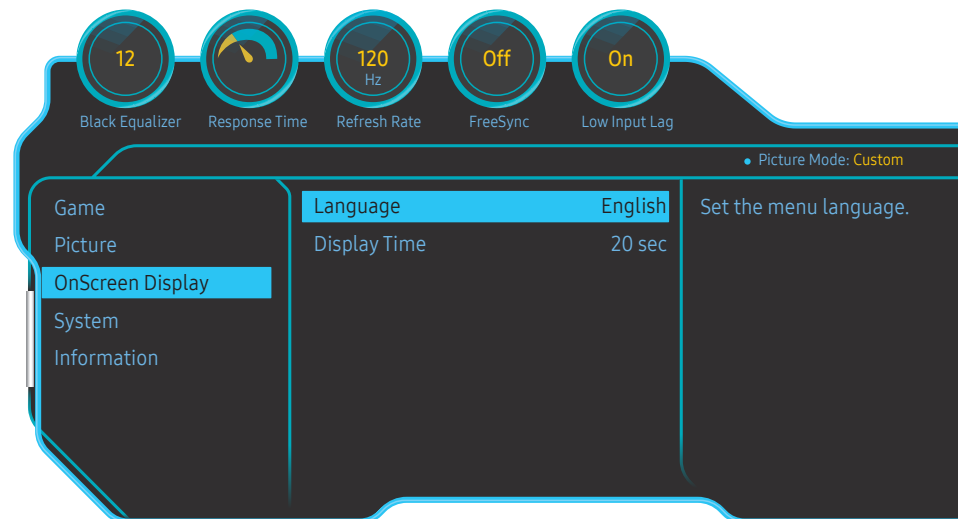 12
120
Hz
Off
On
Black Equalizer
Response Time
Refresh Rate
FreeSync
Low Input Lag
• Picture Mode: Custom
Game
Picture
OnScreen Display
System
Information
Language English
Display Time 20 sec
Set the menu language.